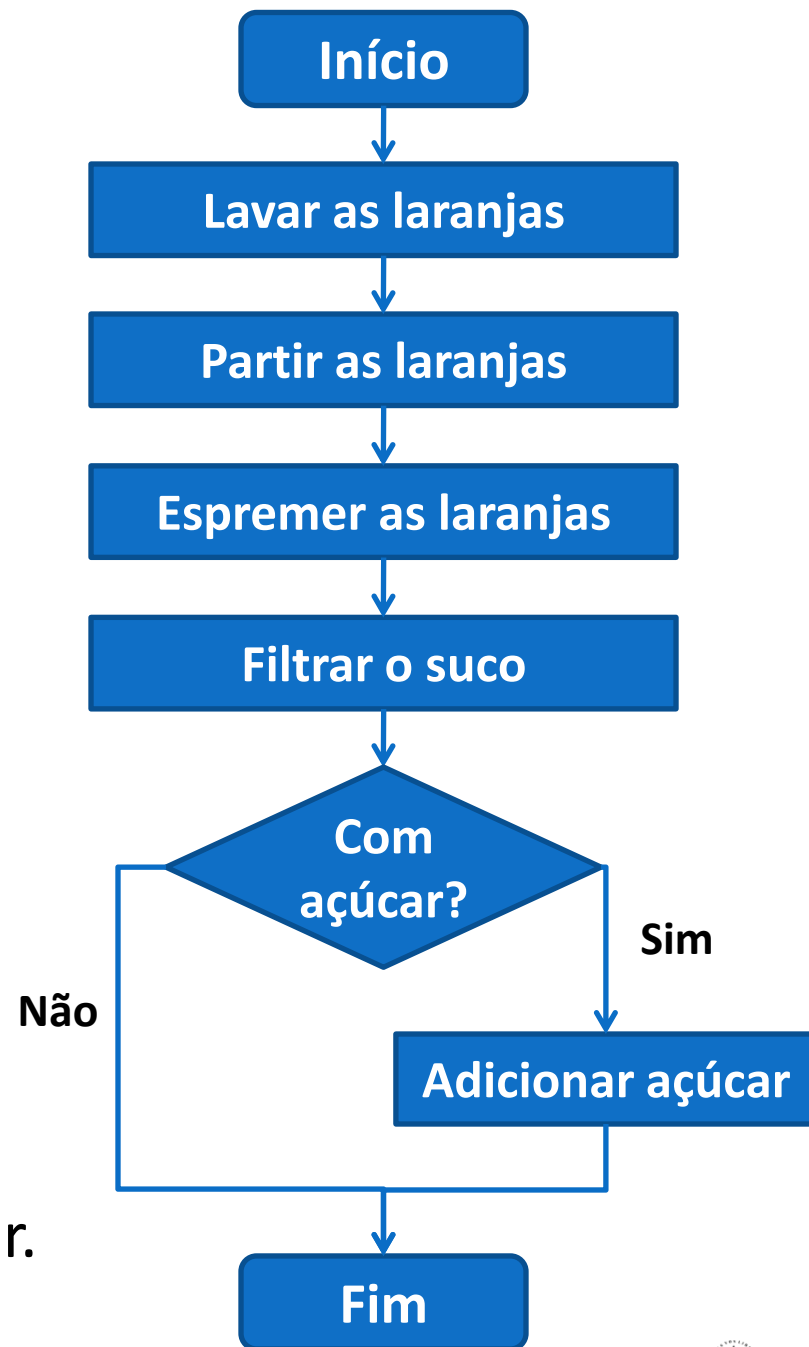 Início
Lavar as laranjas
Partir as laranjas
Espremer as laranjas
Filtrar o suco
Com
açúcar?
Sim
Não
Adicionar açúcar
r.
Fim